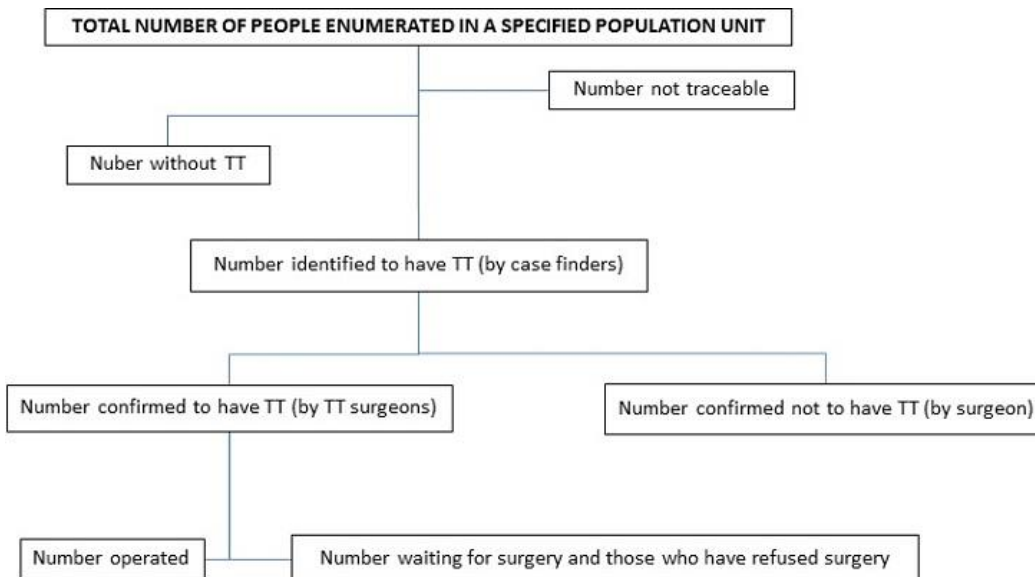 TOTAL NUMBER OF PEOPLE ENUMERATED IN A SPECIFIED POPULATION UNIT
Number not traceable
Nuber without TT
Number identified to have TT (by case finders)
Number confirmed to have TT (by TT surgeons)
Number confirmed not to have TT (by surgeon)
Number operated
Number waiting for surgery and those who have refused surgery